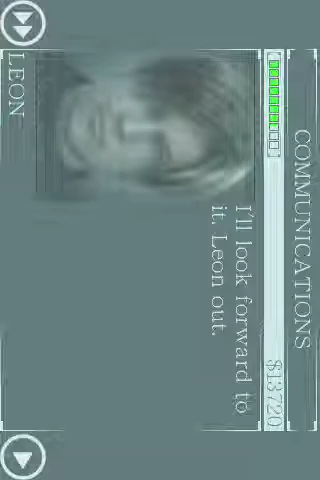 COMMUNICATIONS
$13720
I'll look forward to
it. Leon out.
LEON